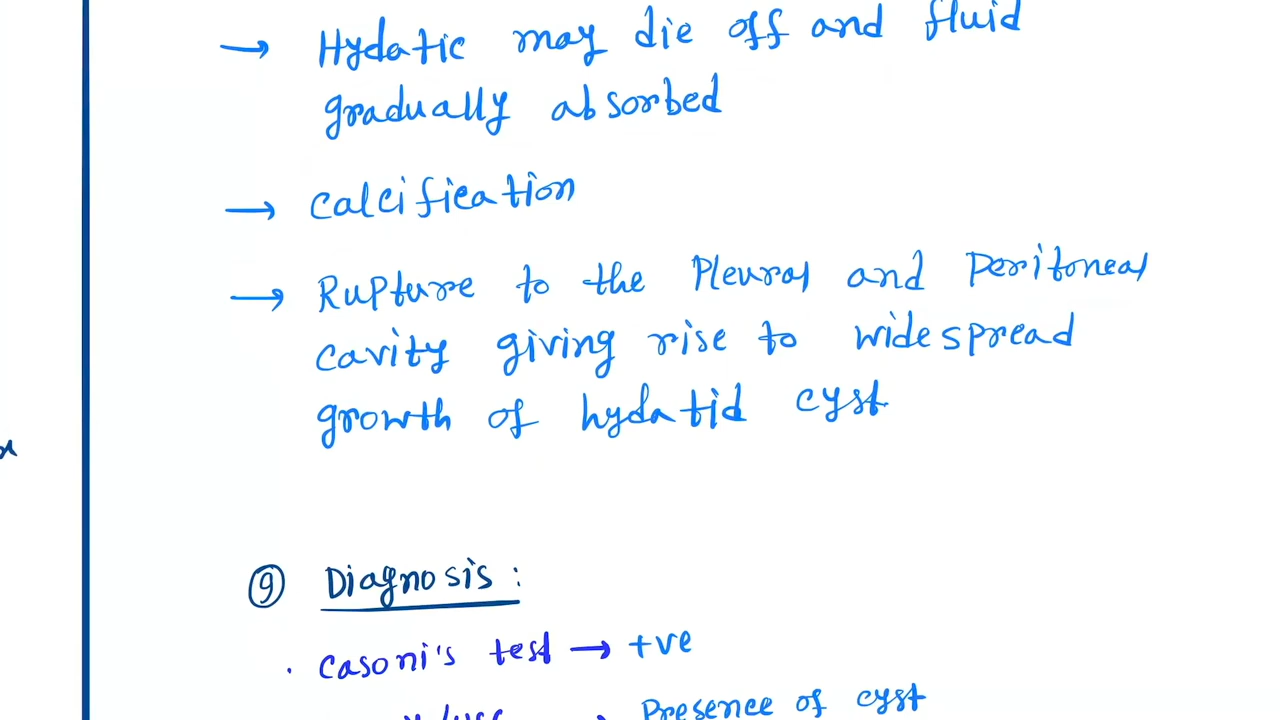 → Hydatic may die off and fluid
gradually absorbed
→ Calcification
→ Rupture to the Pleural and Peritoneal
cavity giving rise to widespread
growth of hydatid cyst
⑨ Diagnosis:
· Casoni's test → +ve
→ Presence of cyst